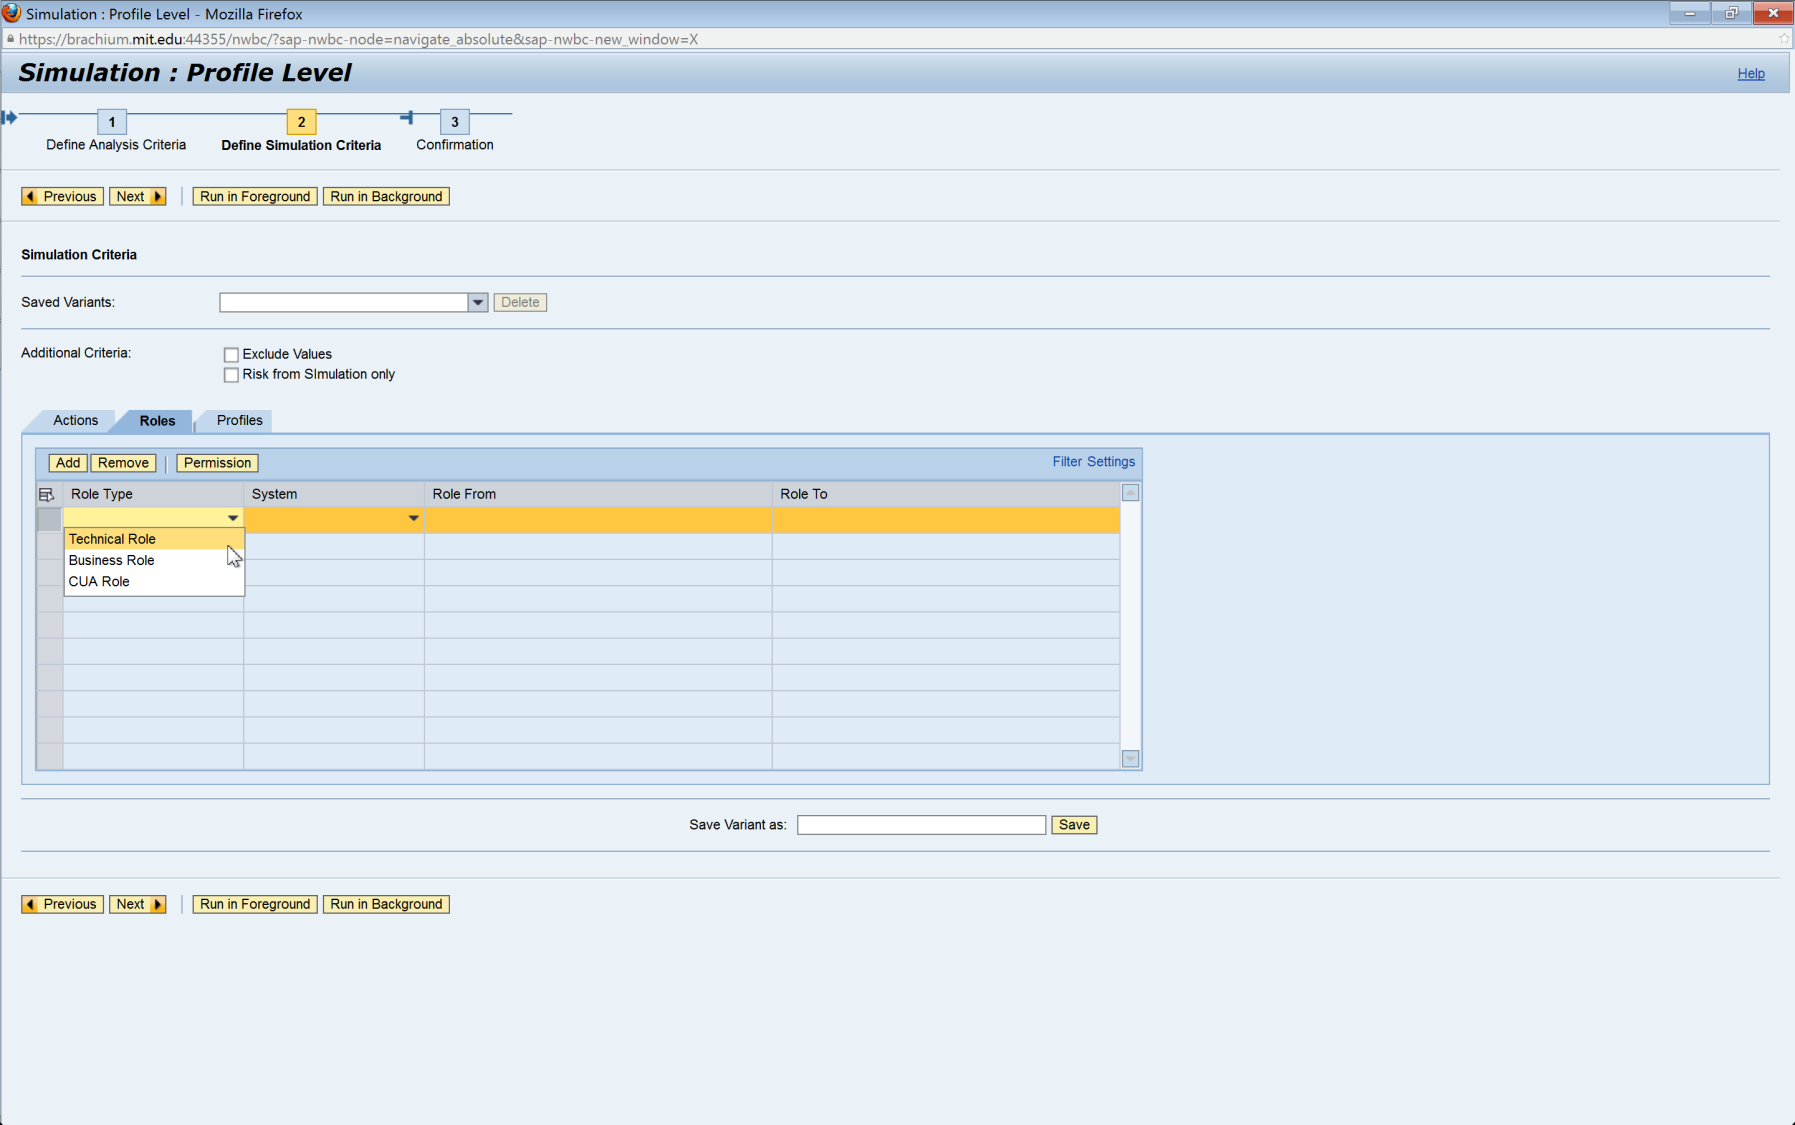 Simulation : Profile Level - Mozilla Firefox
https://brachium.mit.edu:44355/nwbc/?sap-nwbc-node=navigate_absolute&sap-nwbc-new_window=X
Simulation : Profile Level
Help
1 2 3
Define Analysis Criteria Define Simulation Criteria Confirmation
Previous Next Run in Foreground Run in Background
Simulation Criteria
Saved Variants: Delete
Additional Criteria: Exclude Values
Risk from SImulation only
Actions Roles Profiles
Add Remove Permission Filter Settings
Role Type System Role From Role To
Technical Role
Business Role
CUA Role
Save Variant as: Save
Previous Next Run in Foreground Run in Background